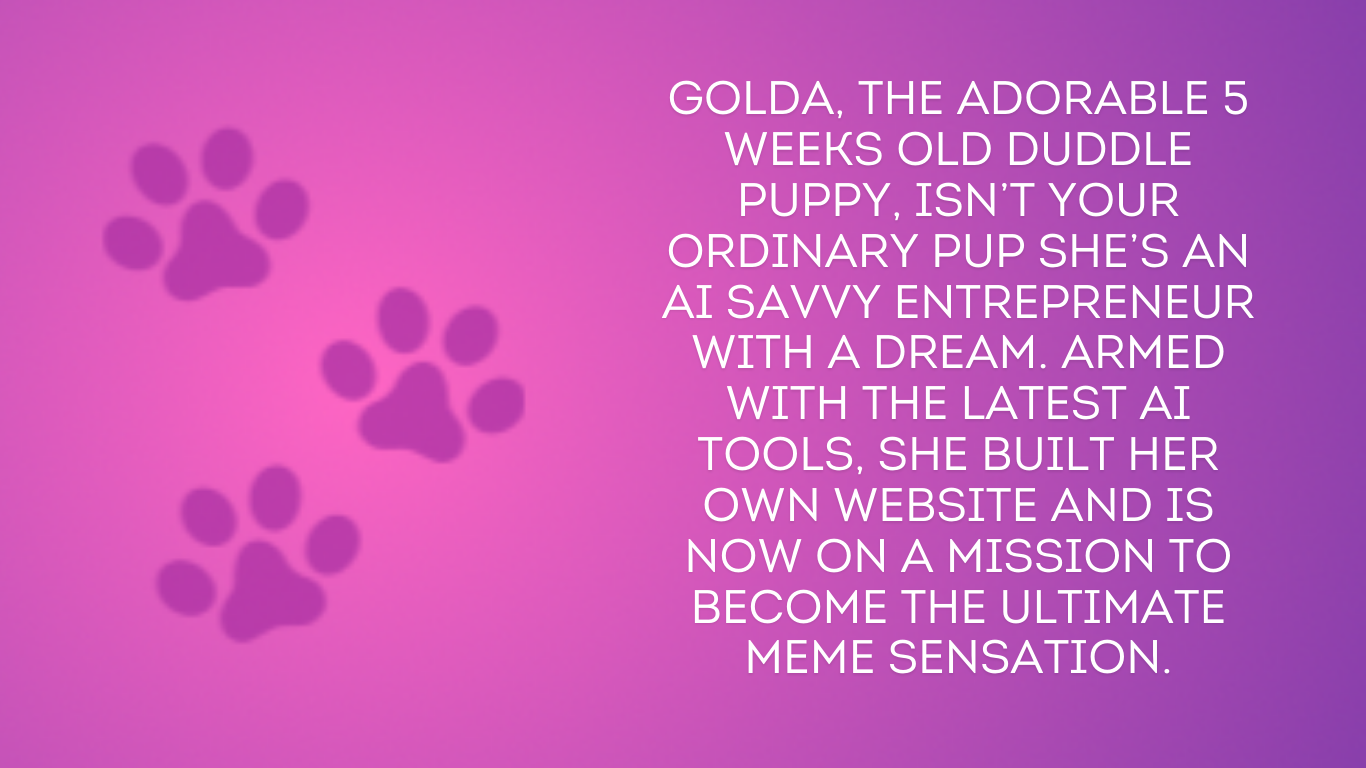 GOLDA, THE ADORABLE 5
WEEKS OLD DUDDLE
PUPPY, ISN’T YOUR
ORDINARY PUP SHE’S AN
AI SAVVY ENTREPRENEUR
WITH A DREAM. ARMED
WITH THE LATEST AI
TOOLS, SHE BUILT HER
OWN WEBSITE AND IS
NOW ON A MISSION TO
BECOME THE ULTIMATE
MEME SENSATION.